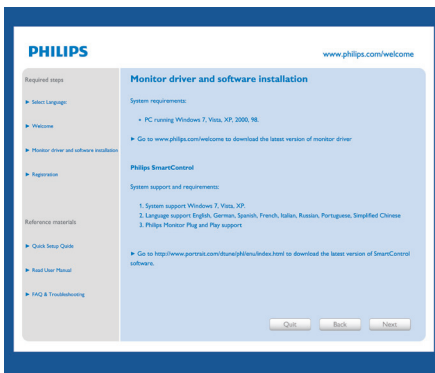 PHILIPS
www.philips.com/welcome
Required steps
Select Language
Welcome
Monitor driver and software installation
Registration
Reference materials
Quick Setup Guide
Read User Manual
FAQ & Troubleshooting
Monitor driver and software installation
System requirements:
PC running Windows 7, Vista, XP, 2000, 98.
Go to www.philips.com/welcome to download the latest version of monitor driver
Philips SmartControl
System support and requirements:
1. System support Windows 7, Vista, XP.
2. Language support English, German, Spanish, French, Italian, Russian, Portuguese, Simplified Chinese
3. Philips Monitor Plug and Play support
Go to http://www.portrait.com/dtune/phl/enu/index.html to download the latest version of SmartControl
software.
Quit
Back
Next